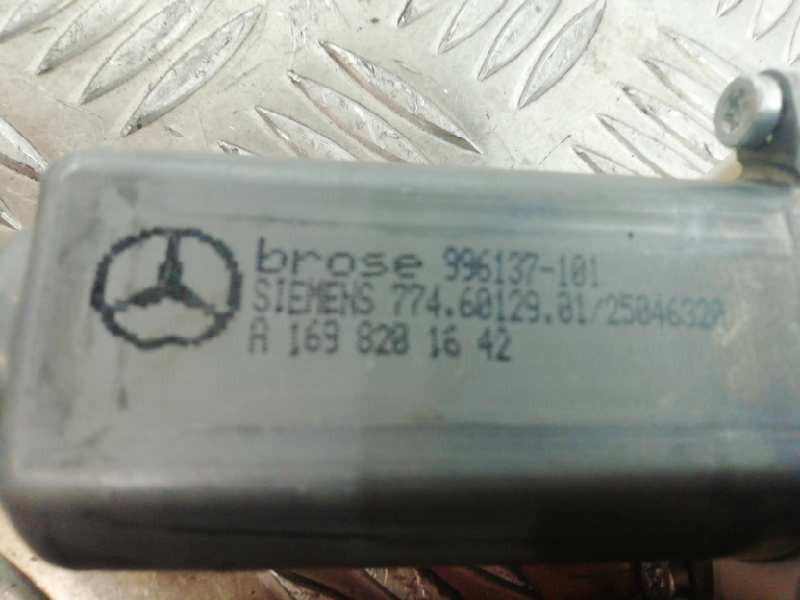 brose 996137-101
SIEMENS 774.60129.01/25046320
A 169 820 16 42